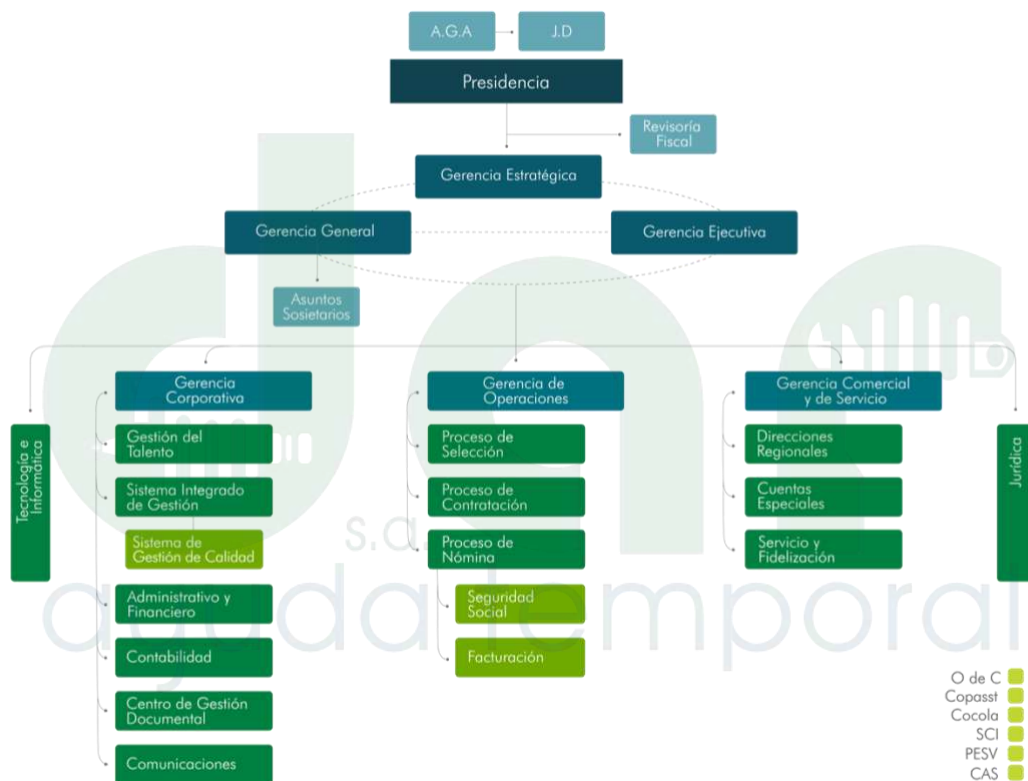 A.G.A
J.D
Presidencia
Revisoría
Fiscal
Gerencia Estratégica
Gerencia General
Gerencia Ejecutiva
Asuntos
Sosietarios
Gerencia
Corporativa
Gerencia de
Operaciones
Gerencia Comercial
y de Servicio
Tecnología e
Informática
Gestión del
Talento
Sistema Integrado
de Gestión
Sistema de
Gestión de Calidad
Administrativo y
Financiero
Contabilidad
Centro de Gestión
Documental
Comunicaciones
Proceso de
Selección
Proceso de
Contratación
Proceso de
Nómina
Seguridad
Social
Facturación
Direcciones
Regionales
Cuentas
Especiales
Servicio y
Fidelización
Jurídica
dar
s.a.
ayuda temporal
O de C
Copasst
Cocola
SCI
PESV
CAS